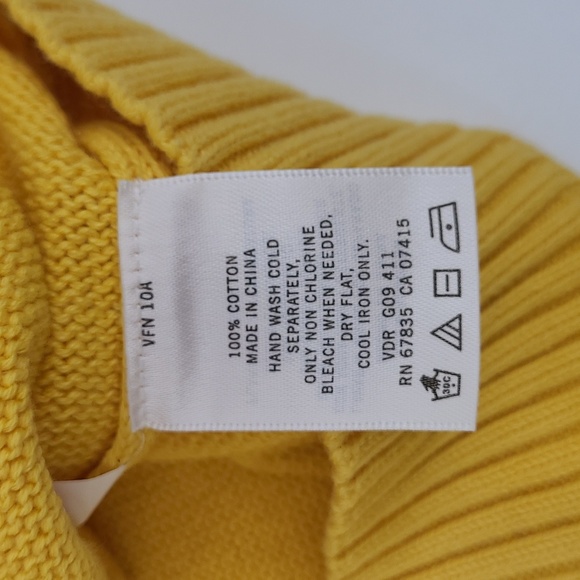 VFN 10A
100% COTTON
MADE IN CHINA
HAND WASH COLD
SEPARATELY,
ONLY NON CHLORINE
BLEACH WHEN NEEDED,
DRY FLAT,
COOL IRON ONLY.
VDR G09 411
RN 67835 CA 07415
30C